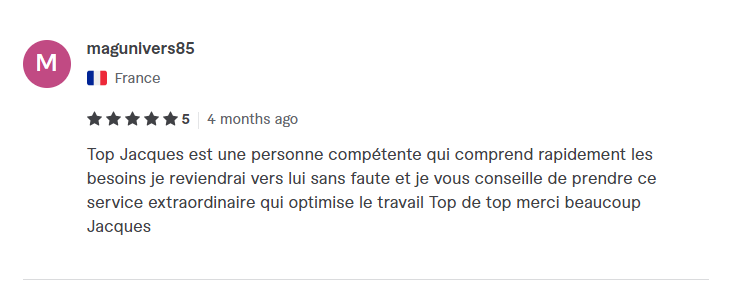 M
magunivers85
France
5 | 4 months ago
Top Jacques est une personne compétente qui comprend rapidement les
besoins je reviendrai vers lui sans faute et je vous conseille de prendre ce
service extraordinaire qui optimise le travail Top de top merci beaucoup
Jacques